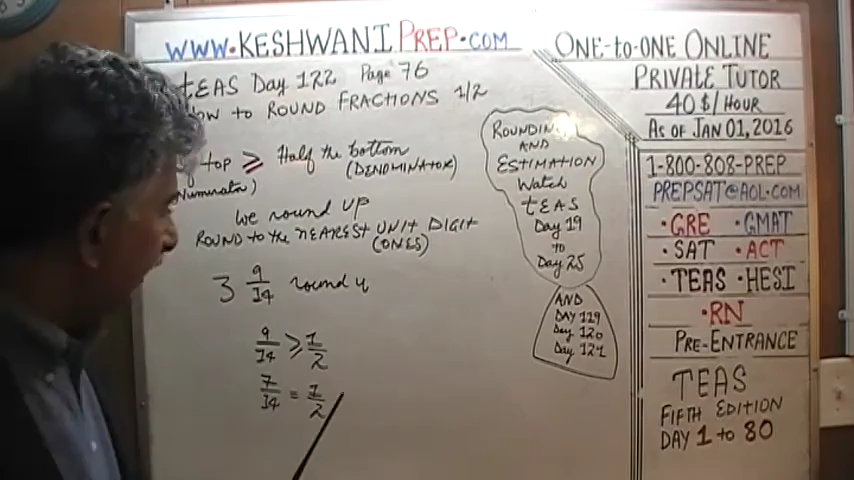 WWW.KESHWANIPREP.COM
TEAS Day 122 Page 76
HOW TO ROUND FRACTIONS 1/2
top ≥ Half the bottom
(Numerator) (DENOMINATOR)
we round up
ROUND TO THE NEAREST UNIT DIGIT
(ONES)
3 9/14 round u
9/14 ≥ 1/2
7/14 = 1/2
ROUNDING
AND
ESTIMATION
Watch
TEAS
Day 19
TO
Day 25
AND
DAY 119
Day 120
Day 121
ONE-TO-ONE ONLINE
PRIVATE TUTOR
40 $/HOUR
AS OF JAN 01, 2016
1-800-808-PREP
PREPSAT@AOL.COM
•GRE •GMAT
•SAT •ACT
•TEAS •HESI
•RN
PRE-ENTRANCE
TEAS
FIFTH EDITION
DAY 1 TO 80